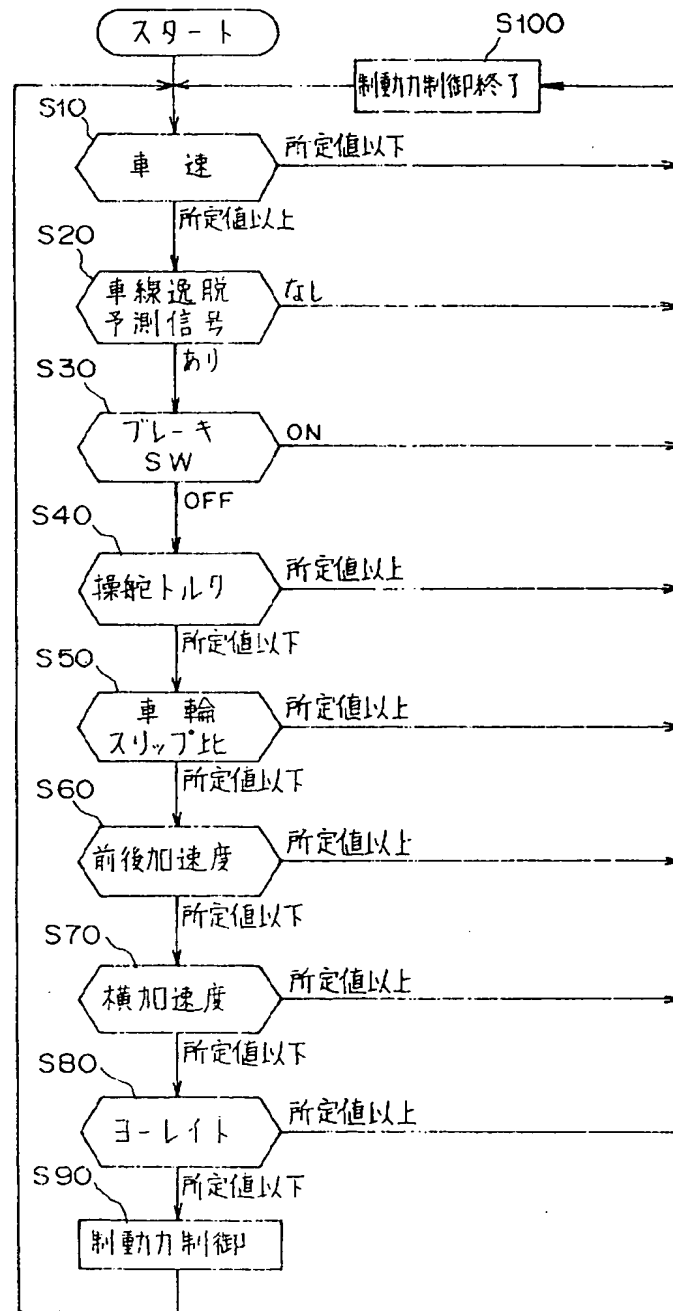 スタート
S100
制動力制御終了
S10
車速
所定値以下
所定値以上
S20
車線逸脱
予測信号
なし
あり
S30
ブレーキ
SW
ON
OFF
S40
操舵トルク
所定値以上
所定値以下
S50
車輪
スリップ比
所定値以上
所定値以下
S60
前後加速度
所定値以上
所定値以下
S70
横加速度
所定値以上
所定値以下
S80
ヨーレイト
所定値以上
所定値以下
S90
制動力制御